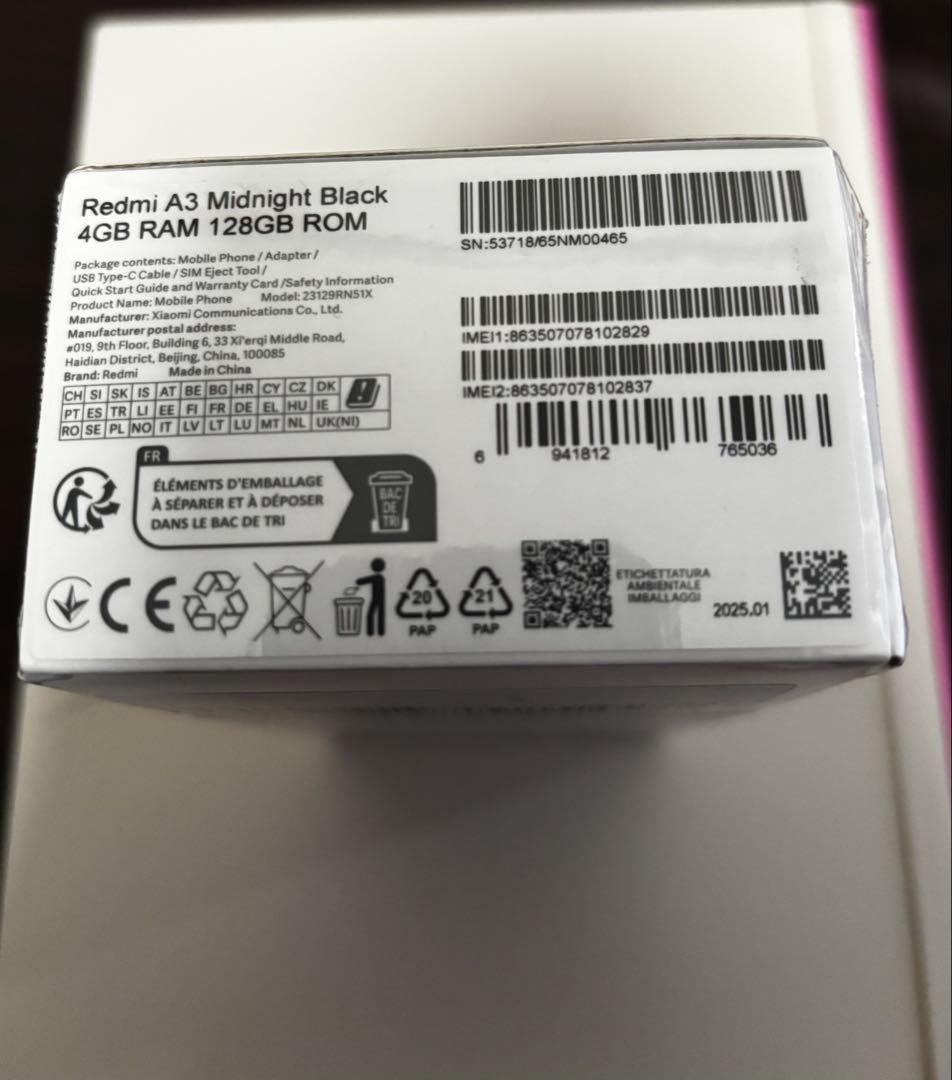 Redmi A3 Midnight Black
4GB RAM 128GB ROM
Package contents: Mobile Phone / Adapter /
USB Type-C Cable / SIM Eject Tool /
Quick Start Guide and Warranty Card /Safety Information
Product Name: Mobile Phone Model: 23129RN51X
Manufacturer: Xiaomi Communications Co., Ltd.
Manufacturer postal address:
#019, 9th Floor, Building 6, 33 Xi'erqi Middle Road,
Haidian District, Beijing, China, 100085
Brand: Redmi Made in China
CH SI SK IS AT BE BG HR CY CZ DK
PT ES TR LI EE FI FR DE EL HU IE
RO SE PL NO IT LV LT LU MT NL UK(NI)
SN:53718/65NM00465
IMEI1:863507078102829
IMEI2:863507078102837
6 941812 765036
FR
ÉLÉMENTS D'EMBALLAGE
À SÉPARER ET À DÉPOSER
DANS LE BAC DE TRI
BAC
DE
TRI
CE
20
PAP
21
PAP
ETICHETTATURA
AMBIENTALE
IMBALLAGGI
2025.01